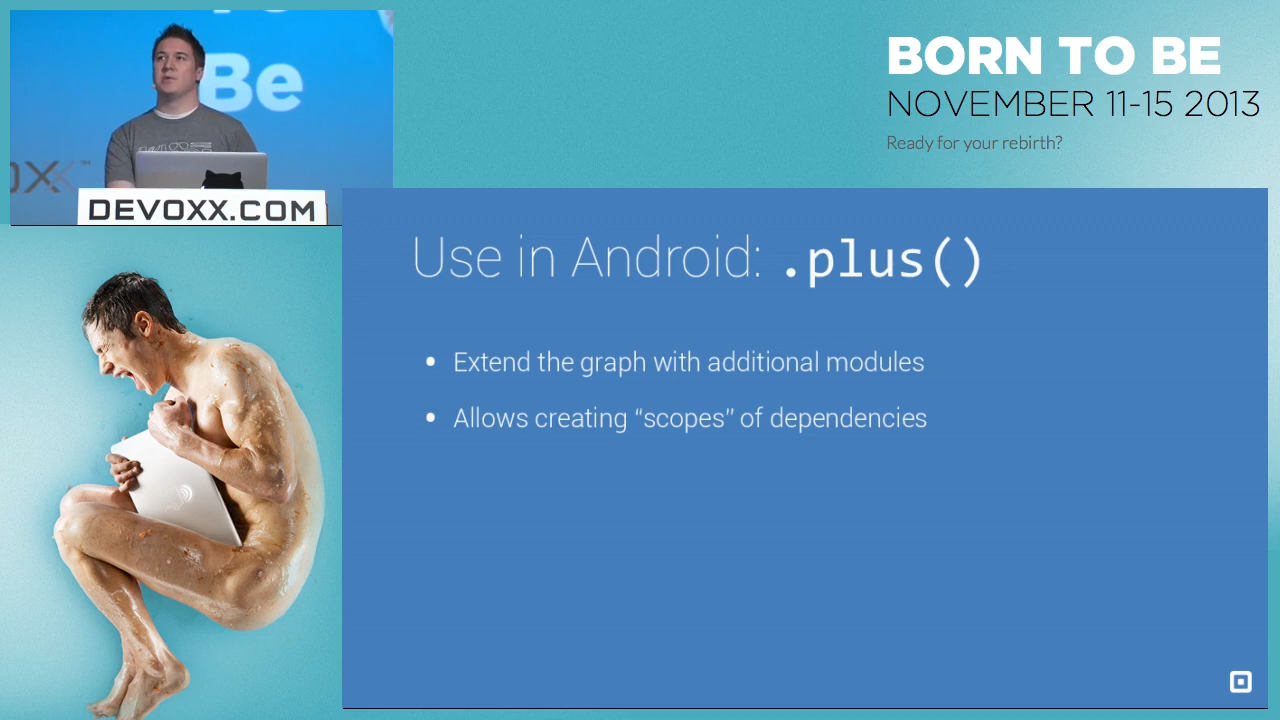 Be
DEVOXX.COM
BORN TO BE
NOVEMBER 11-15 2013
Ready for your rebirth?
Use in Android: .plus()
• Extend the graph with additional modules
• Allows creating “scopes” of dependencies